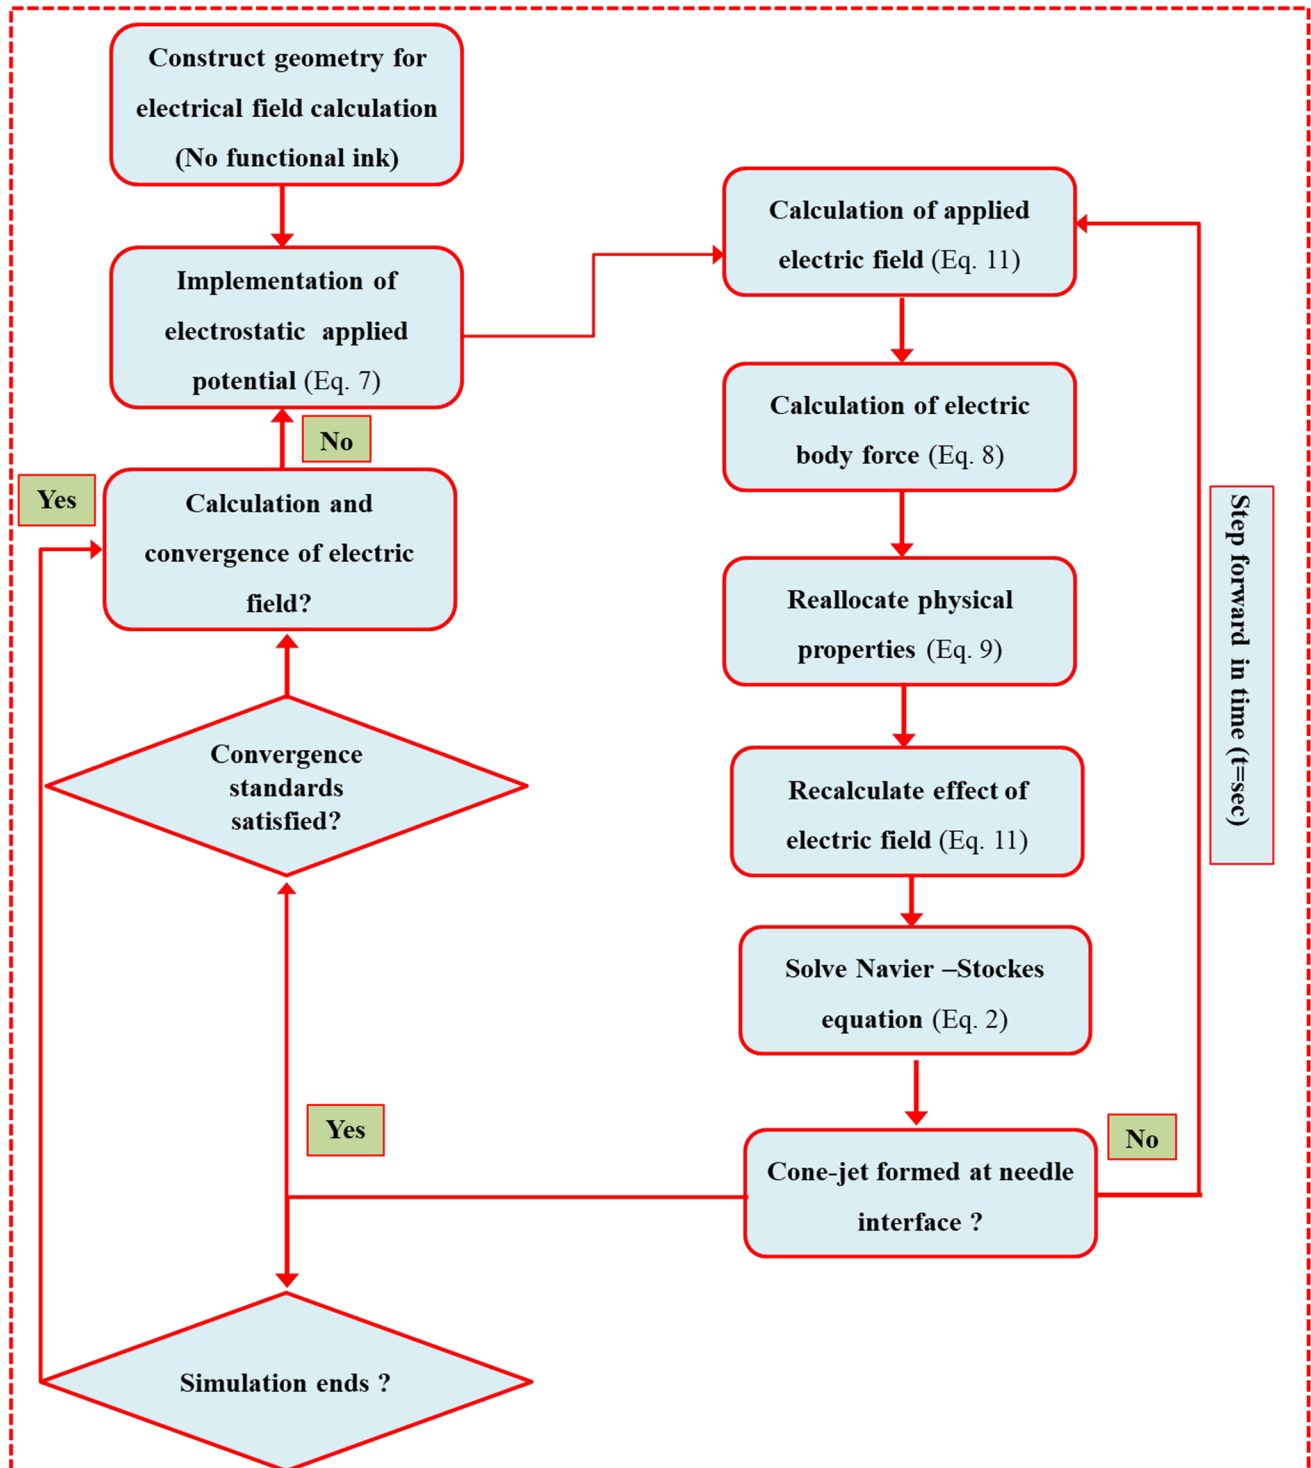 Construct geometry for
electrical field calculation
(No functional ink)
Implementation of
electrostatic applied
potential (Eq. 7)
No
Yes
Calculation and
convergence of electric
field?
Convergence
standards
satisfied?
Yes
Simulation ends ?
Calculation of applied
electric field (Eq. 11)
Calculation of electric
body force (Eq. 8)
Reallocate physical
properties (Eq. 9)
Recalculate effect of
electric field (Eq. 11)
Solve Navier –Stockes
equation (Eq. 2)
Cone-jet formed at needle
interface ?
No
Step forward in time (t=sec)